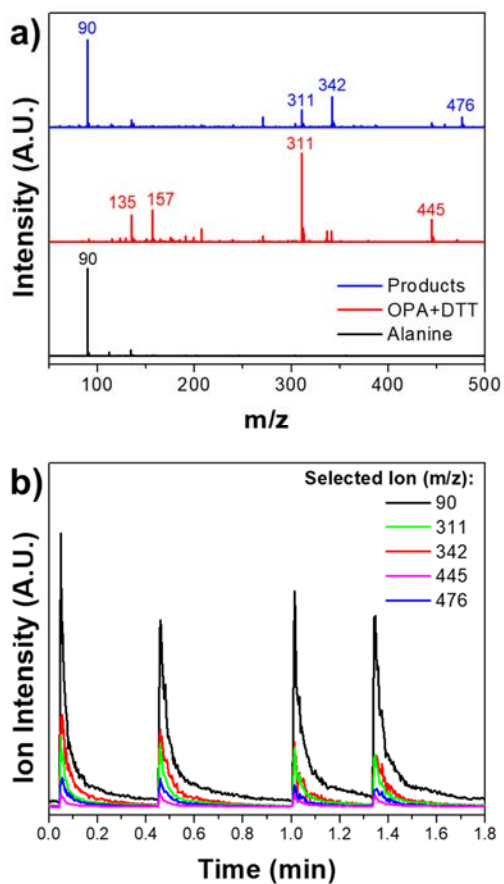 a)
90
311
342
476
135
157
311
445
90
Products
OPA+DTT
Alanine
Intensity (A.U.)
100 200 300 400 500
m/z
b)
Selected Ion (m/z):
90
311
342
445
476
Ion Intensity (A.U.)
0.0 0.2 0.4 0.6 0.8 1.0 1.2 1.4 1.6 1.8
Time (min)